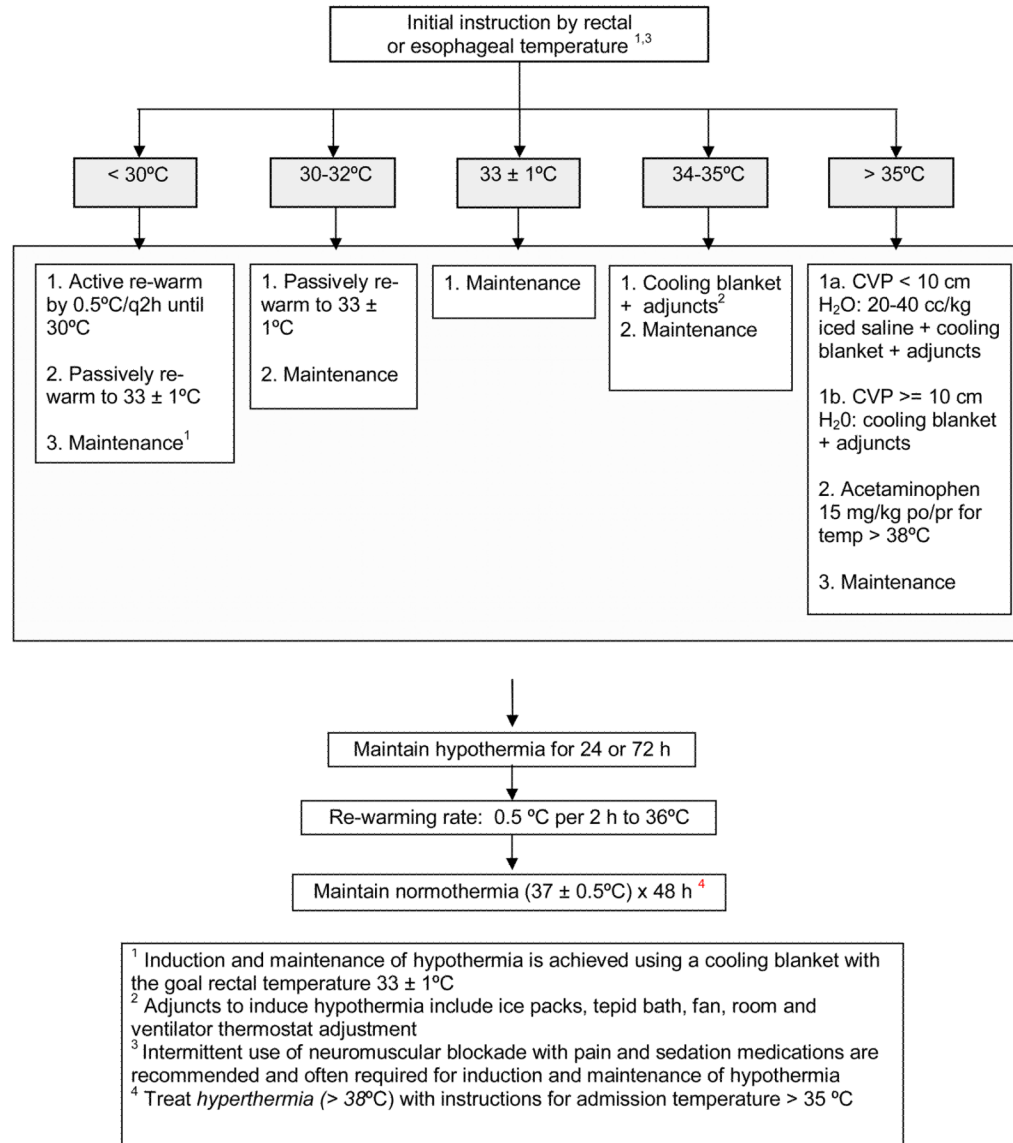 Initial instruction by rectal
or esophageal temperature 1,3
< 30ºC
30-32ºC
33 ± 1ºC
34-35ºC
> 35ºC
1. Active re-warm
by 0.5ºC/q2h until
30ºC
2. Passively re-
warm to 33 ± 1ºC
3. Maintenance1
1. Passively re-
warm to 33 ±
1ºC
2. Maintenance
1. Maintenance
1. Cooling blanket
+ adjuncts2
2. Maintenance
1a. CVP < 10 cm
H2O: 20-40 cc/kg
iced saline + cooling
blanket + adjuncts
1b. CVP >= 10 cm
H20: cooling blanket
+ adjuncts
2. Acetaminophen
15 mg/kg po/pr for
temp > 38ºC
3. Maintenance
Maintain hypothermia for 24 or 72 h
Re-warming rate: 0.5 ºC per 2 h to 36ºC
Maintain normothermia (37 ± 0.5ºC) x 48 h 4
1 Induction and maintenance of hypothermia is achieved using a cooling blanket with
the goal rectal temperature 33 ± 1ºC
2 Adjuncts to induce hypothermia include ice packs, tepid bath, fan, room and
ventilator thermostat adjustment
3 Intermittent use of neuromuscular blockade with pain and sedation medications are
recommended and often required for induction and maintenance of hypothermia
4 Treat hyperthermia (> 38ºC) with instructions for admission temperature > 35 ºC